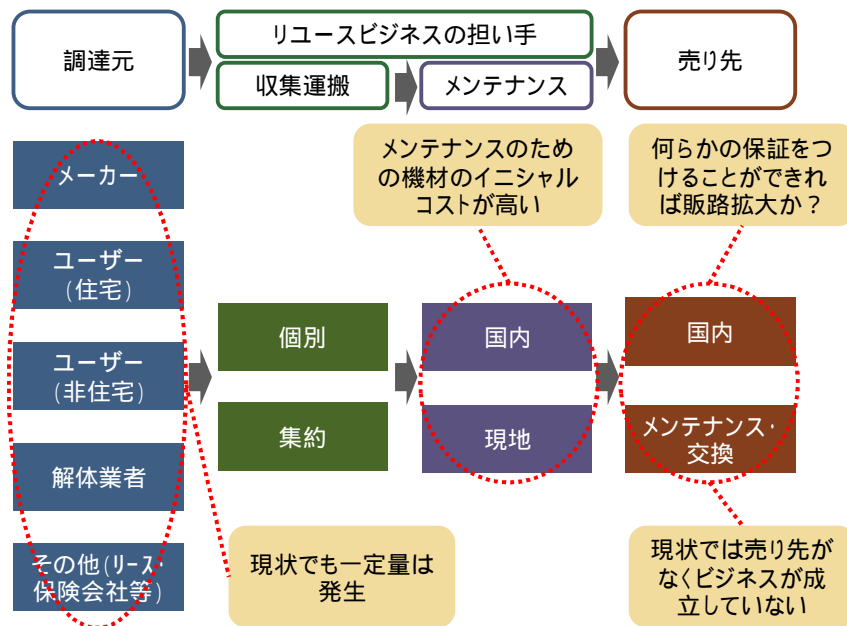 調達元
リユースビジネスの担い手
収集運搬
メンテナンス
売り先
メンテナンスのため
の機材のイニシャル
コストが高い
何らかの保証をつ
けることができれ
ば販路拡大か？
メーカー
ユーザー
(住宅)
ユーザー
(非住宅)
解体業者
その他(リース・
保険会社等)
個別
集約
国内
現地
国内
メンテナンス・
交換
現状でも一定量は
発生
現状では売り先が
なくビジネスが成
立していない